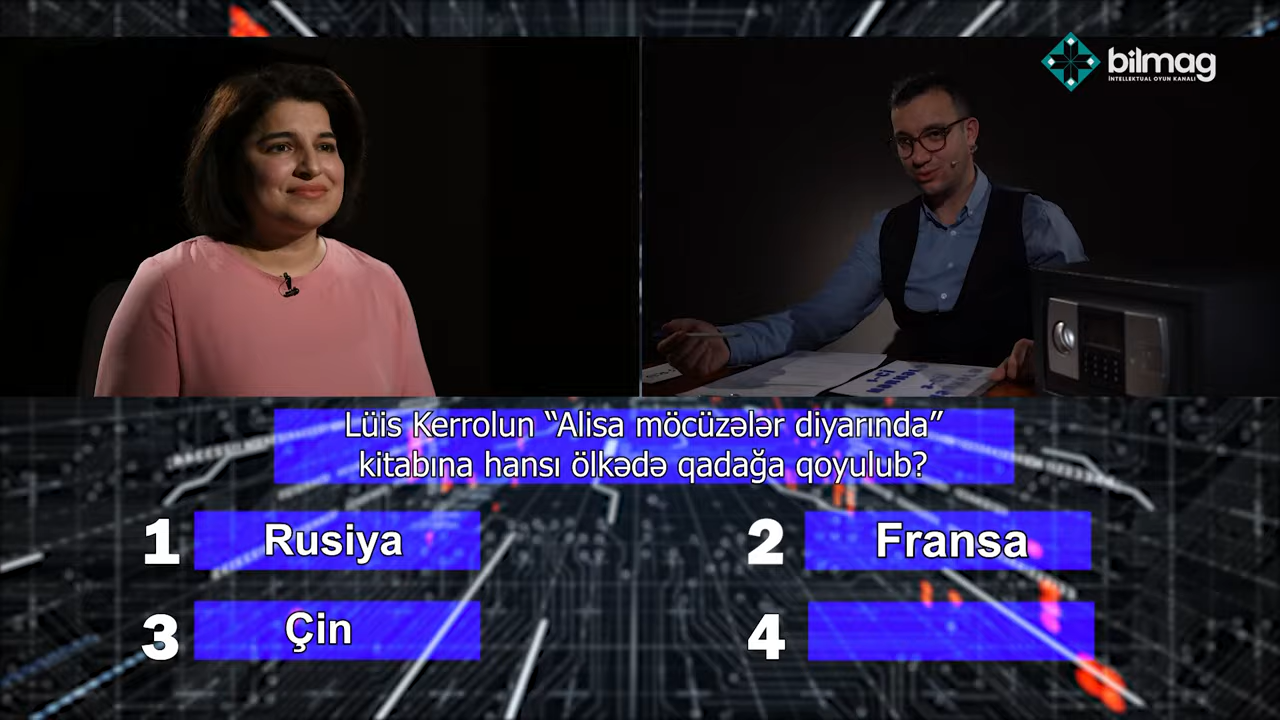 bilmag
İNTELLEKTUAL OYUN KANALI
Lüis Kerrolun “Alisa möcüzələr diyarında”
kitabına hansı ölkədə qadağa qoyulub?
1 Rusiya
2 Fransa
3 Çin
4